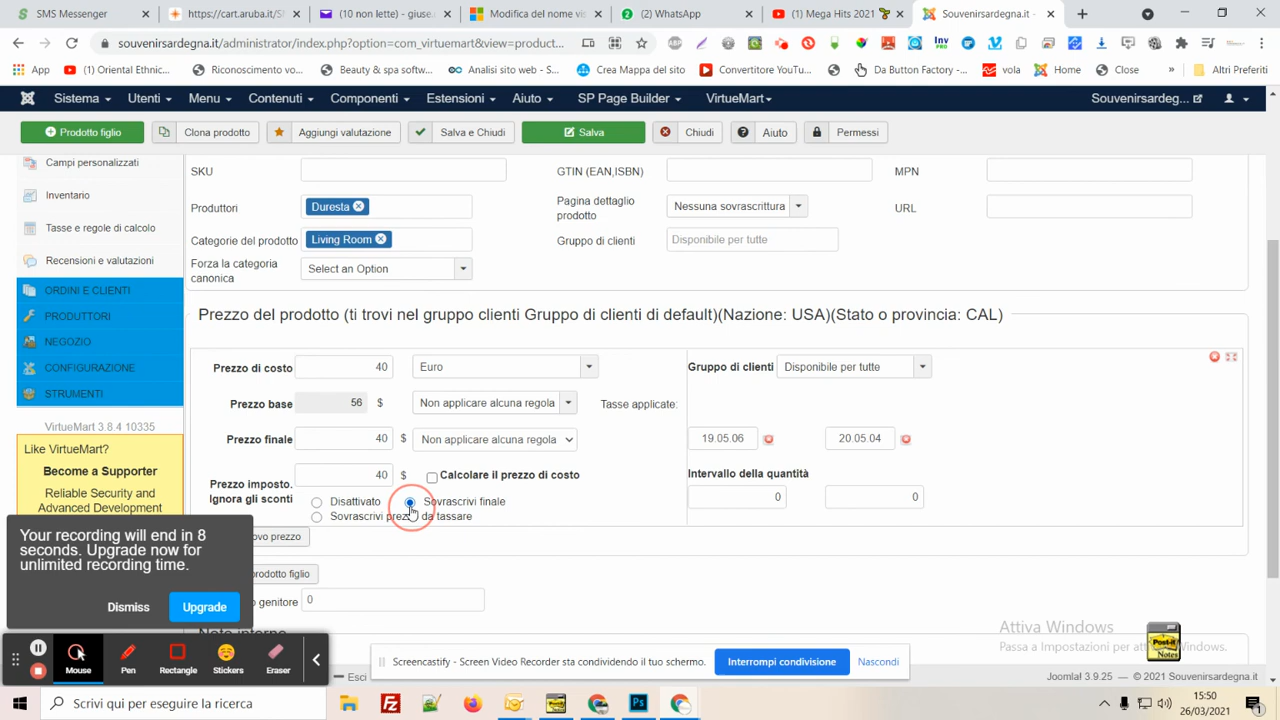 SMS Messenger
https://cart.aruba.it/S
(10 non letti) - giuse
Modifica del nome vis
(2) WhatsApp
(1) Mega Hits 2021
Souvenirsardegna.it -
souvenirsardegna.it/administrator/index.php?option=com_virtuemart&view=produc...
App
(1) Oriental Ethnic...
Riconoscimento ve...
Beauty & spa softw...
Analisi sito web - S...
Crea Mappa del sito
Convertitore YouTu...
Da Button Factory -...
vola
Home
Close
»
Altri Preferiti
Sistema
Utenti
Menu
Contenuti
Componenti
Estensioni
Aiuto
SP Page Builder
VirtueMart
Souvenirsardeg...
Prodotto figlio
Clona prodotto
Aggiungi valutazione
Salva e Chiudi
Salva
Chiudi
Aiuto
Permessi
Campi personalizzati
Inventario
Tasse e regole di calcolo
Recensioni e valutazioni
ORDINI E CLIENTI
PRODUTTORI
NEGOZIO
CONFIGURAZIONE
STRUMENTI
VirtueMart 3.8.4 10335
Like VirtueMart?
Become a Supporter
Reliable Security and
Advanced Development
SKU
GTIN (EAN,ISBN)
MPN
Produttori
Duresta
Pagina dettaglio
prodotto
Nessuna sovrascrittura
URL
Categorie del prodotto
Living Room
Gruppo di clienti
Disponibile per tutte
Forza la categoria
canonica
Select an Option
Prezzo del prodotto (ti trovi nel gruppo clienti Gruppo di clienti di default)(Nazione: USA)(Stato o provincia: CAL)
Prezzo di costo
40
Euro
Gruppo di clienti
Disponibile per tutte
Prezzo base
56 $
Non applicare alcuna regola
Tasse applicate:
Prezzo finale
40 $
Non applicare alcuna regola
19.05.06
20.05.04
Prezzo imposto.
Ignora gli sconti
40 $
Calcolare il prezzo di costo
Intervallo della quantità
0
0
Disattivato
Sovrascrivi finale
Sovrascrivi prezzo da tassare
ovo prezzo
prodotto figlio
o genitore
0
Your recording will end in 8
seconds. Upgrade now for
unlimited recording time.
Dismiss
Upgrade
Mouse
Pen
Rectangle
Stickers
Eraser
Esci
Screencastify - Screen Video Recorder sta condividendo il tuo schermo.
Interrompi condivisione
Nascondi
Attiva Windows
Passa a Impostazioni per attivare Windows.
Post-it
Notes
Joomla! 3.9.25 — © 2021 Souvenirsardegna.it
Scrivi qui per eseguire la ricerca
15:50
26/03/2021